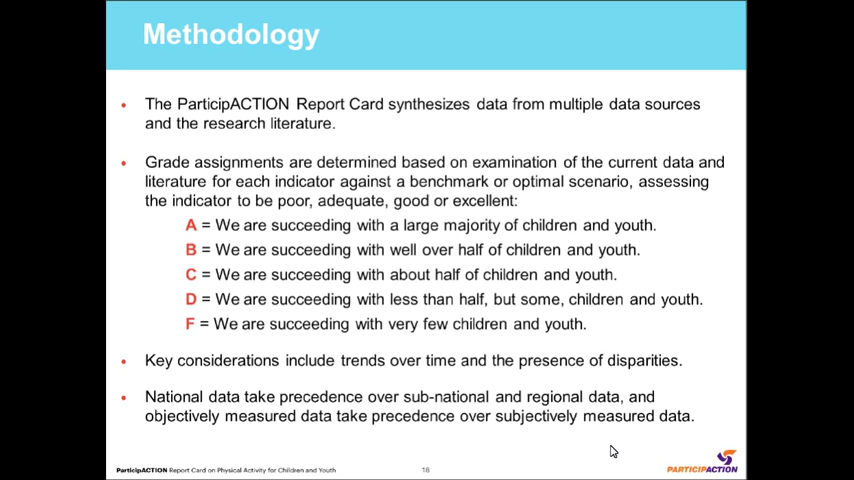 Methodology
• The ParticipACTION Report Card synthesizes data from multiple data sources
and the research literature.
• Grade assignments are determined based on examination of the current data and
literature for each indicator against a benchmark or optimal scenario, assessing
the indicator to be poor, adequate, good or excellent:
A = We are succeeding with a large majority of children and youth.
B = We are succeeding with well over half of children and youth.
C = We are succeeding with about half of children and youth.
D = We are succeeding with less than half, but some, children and youth.
F = We are succeeding with very few children and youth.
• Key considerations include trends over time and the presence of disparities.
• National data take precedence over sub-national and regional data, and
objectively measured data take precedence over subjectively measured data.
ParticipACTION Report Card on Physical Activity for Children and Youth
18
PARTICIPACTION